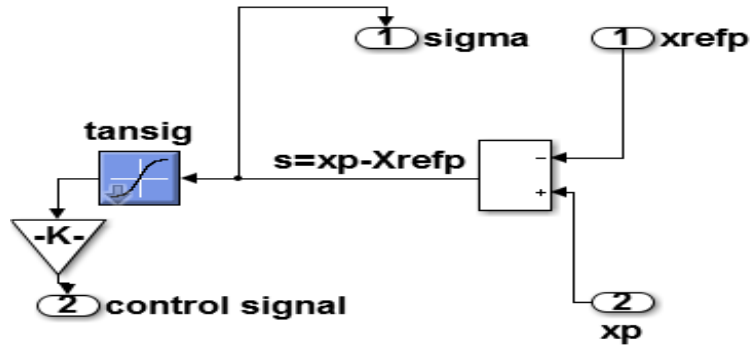 1 sigma
1 xrefp
tansig
s=xp-Xrefp
−
+
-K-
2 control signal
2
xp